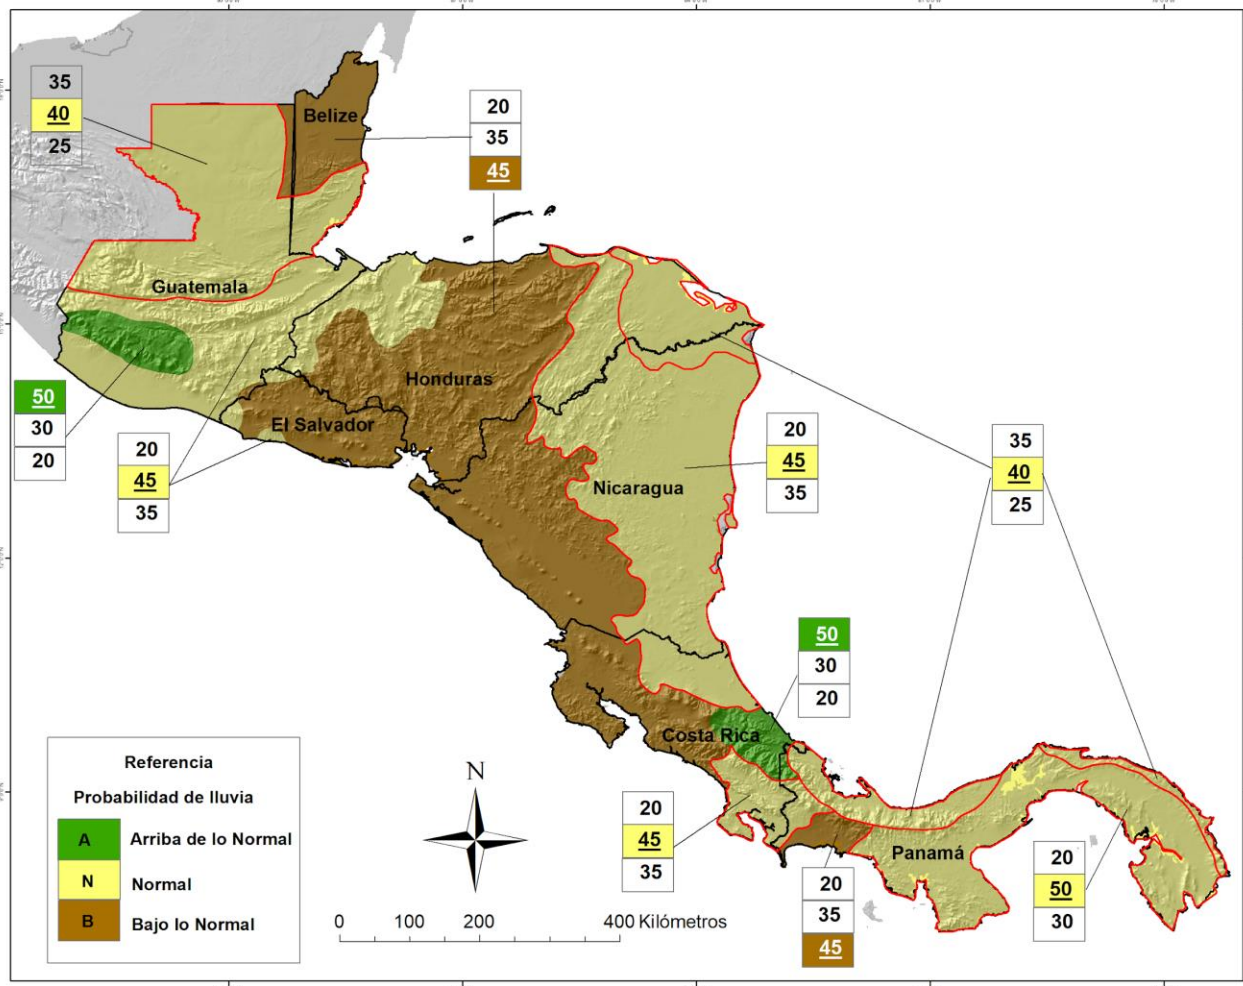 35
40
25
Belize
20
35
45
Guatemala
Honduras
El Salvador
50
30
20
20
45
35
Nicaragua
20
45
35
35
40
25
50
30
20
Costa Rica
Panamá
20
45
35
20
35
45
20
50
30
N
0 100 200 400 Kilómetros
Referencia
Probabilidad de lluvia
A Arriba de lo Normal
N Normal
B Bajo lo Normal